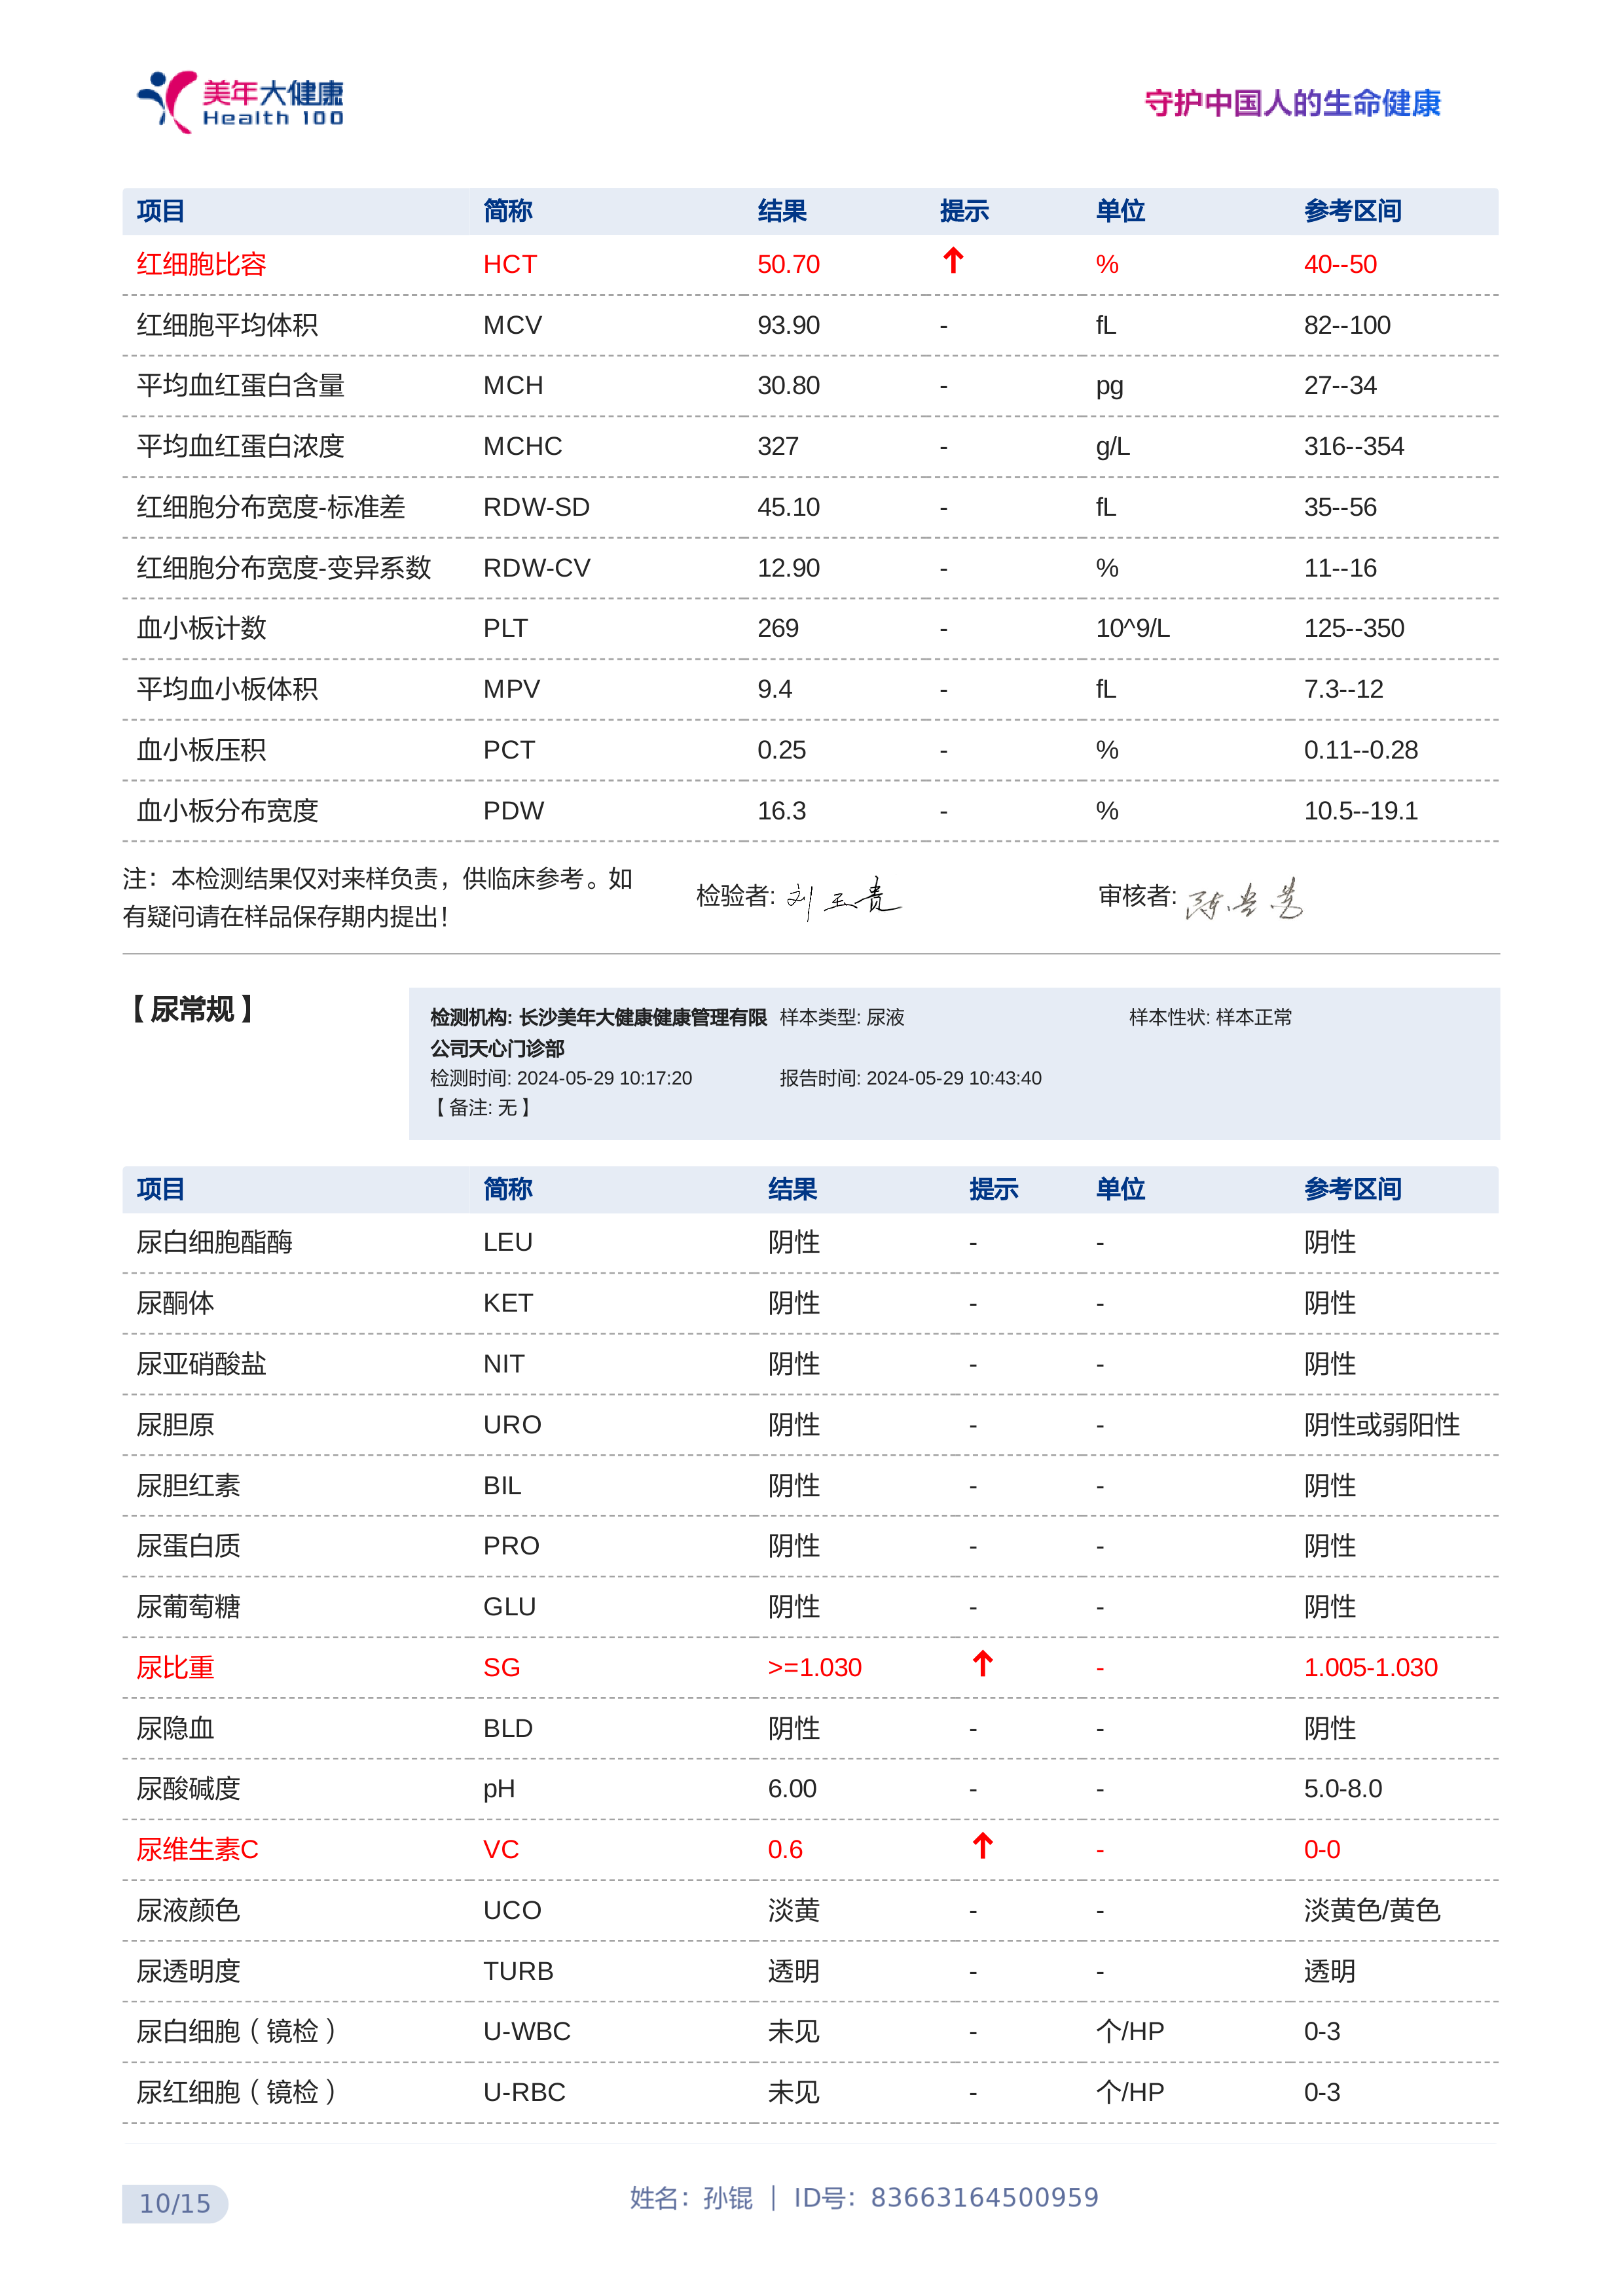 美年大健康
Health 100
守护中国人的生命健康
项目 简称 结果 提示 单位 参考区间
红细胞比容 HCT 50.70 ↑ % 40--50
红细胞平均体积 MCV 93.90 - fL 82--100
平均血红蛋白含量 MCH 30.80 - pg 27--34
平均血红蛋白浓度 MCHC 327 - g/L 316--354
红细胞分布宽度-标准差 RDW-SD 45.10 - fL 35--56
红细胞分布宽度-变异系数 RDW-CV 12.90 - % 11--16
血小板计数 PLT 269 - 10^9/L 125--350
平均血小板体积 MPV 9.4 - fL 7.3--12
血小板压积 PCT 0.25 - % 0.11--0.28
血小板分布宽度 PDW 16.3 - % 10.5--19.1
注：本检测结果仅对来样负责，供临床参考。如
有疑问请在样品保存期内提出！
检验者:
审核者:
【 尿常规 】
检测机构: 长沙美年大健康健康管理有限 样本类型: 尿液 样本性状: 样本正常
公司天心门诊部
检测时间: 2024-05-29 10:17:20 报告时间: 2024-05-29 10:43:40
【 备注: 无 】
项目 简称 结果 提示 单位 参考区间
尿白细胞酯酶 LEU 阴性 - - 阴性
尿酮体 KET 阴性 - - 阴性
尿亚硝酸盐 NIT 阴性 - - 阴性
尿胆原 URO 阴性 - - 阴性或弱阳性
尿胆红素 BIL 阴性 - - 阴性
尿蛋白质 PRO 阴性 - - 阴性
尿葡萄糖 GLU 阴性 - - 阴性
尿比重 SG >=1.030 ↑ - 1.005-1.030
尿隐血 BLD 阴性 - - 阴性
尿酸碱度 pH 6.00 - - 5.0-8.0
尿维生素C VC 0.6 ↑ - 0-0
尿液颜色 UCO 淡黄 - - 淡黄色/黄色
尿透明度 TURB 透明 - - 透明
尿白细胞（镜检） U-WBC 未见 - 个/HP 0-3
尿红细胞（镜检） U-RBC 未见 - 个/HP 0-3
10/15
姓名：孙锟 | ID号：83663164500959